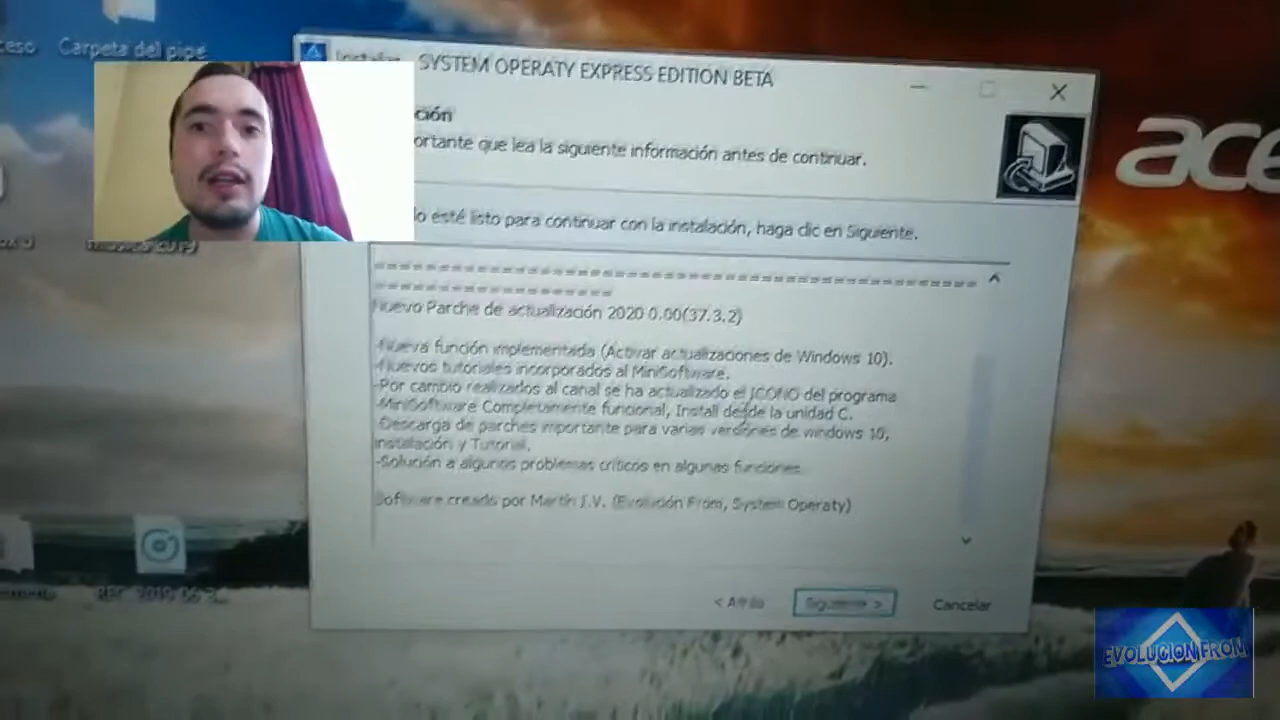 Carpeta del pipe
SYSTEM OPERATY EXPRESS EDITION BETA
ción
ortante que lea la siguiente información antes de continuar.
acer
o esté listo para continuar con la instalación, haga clic en Siguiente.
Nuevo Parche de actualización 2020 0.00(37.3.2)
-Nueva función implementada (Activar actualizaciones de Windows 10).
-Nuevos tutoriales incorporados al MiniSoftware.
-Por cambio realizados al canal se ha actualizado el ICONO del programa
-MiniSoftware Completamente funcional, Install desde la unidad C.
-Descarga de parches importante para varias versiones de windows 10,
instalación y Tutorial.
-Solución a algunos problemas críticos en algunas funciones
Software creado por Martín J.V. (Evolución From, System Operaty)
< Atrás
Siguiente >
Cancelar
EVOLUCION FROM